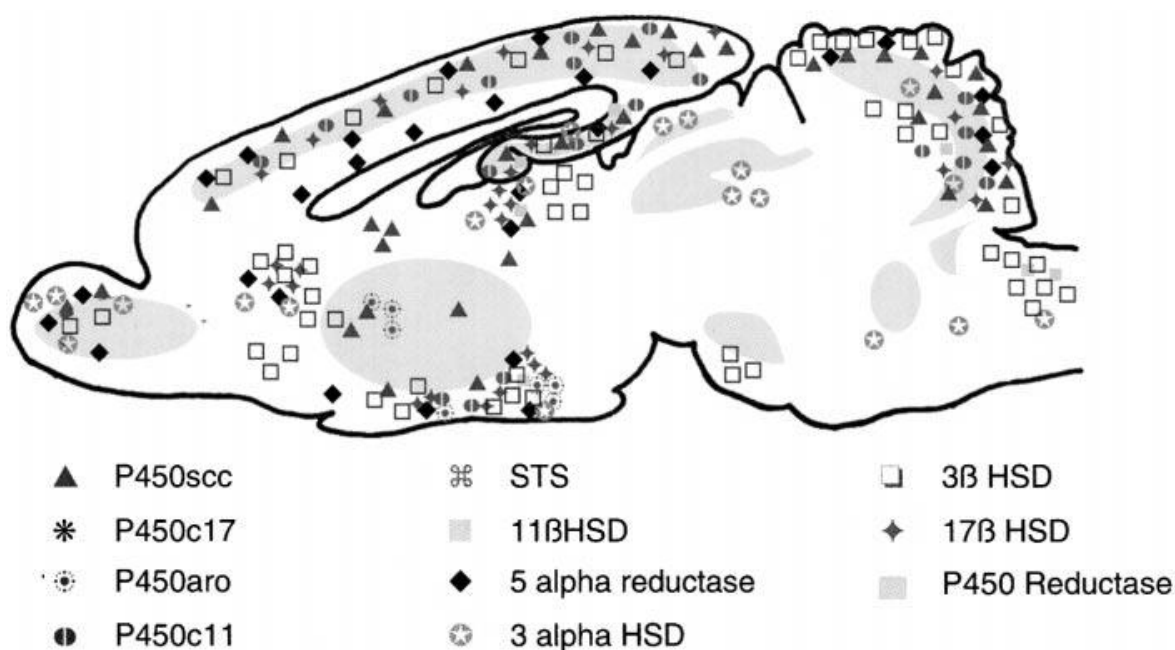 P450scc STS 3ß HSD
P450c17 11ßHSD 17ß HSD
P450aro 5 alpha reductase P450 Reductase
P450c11 3 alpha HSD